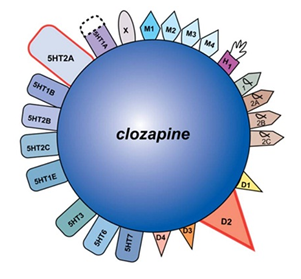 5HT1A
X
M1
M2
M3
M4
H1
1
2A
2B
2C
D1
D2
D3
D4
5HT7
5HT6
5HT3
5HT1E
5HT2C
5HT2B
5HT1B
5HT2A
clozapine